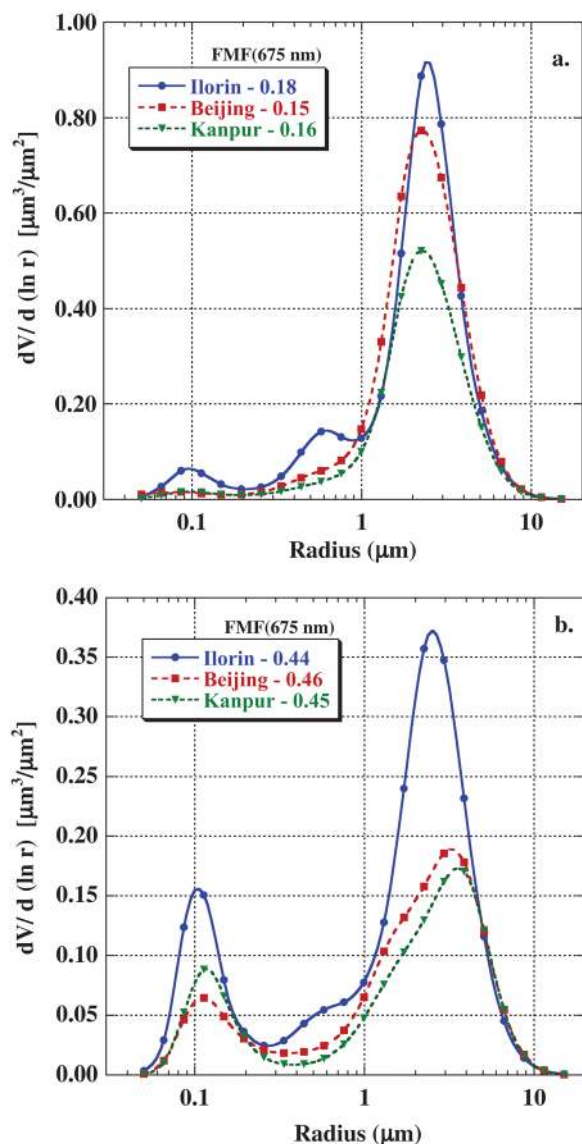 a.
FMF(675 nm)
Ilorin - 0.18
Beijing - 0.15
Kanpur - 0.16
dV/ d (ln r) [μm³/μm²]
1.00
0.80
0.60
0.40
0.20
0.00
0.1 1 10
Radius (μm)
b.
FMF(675 nm)
Ilorin - 0.44
Beijing - 0.46
Kanpur - 0.45
dV/ d (ln r) [μm³/μm²]
0.40
0.35
0.30
0.25
0.20
0.15
0.10
0.05
0.00
0.1 1 10
Radius (μm)